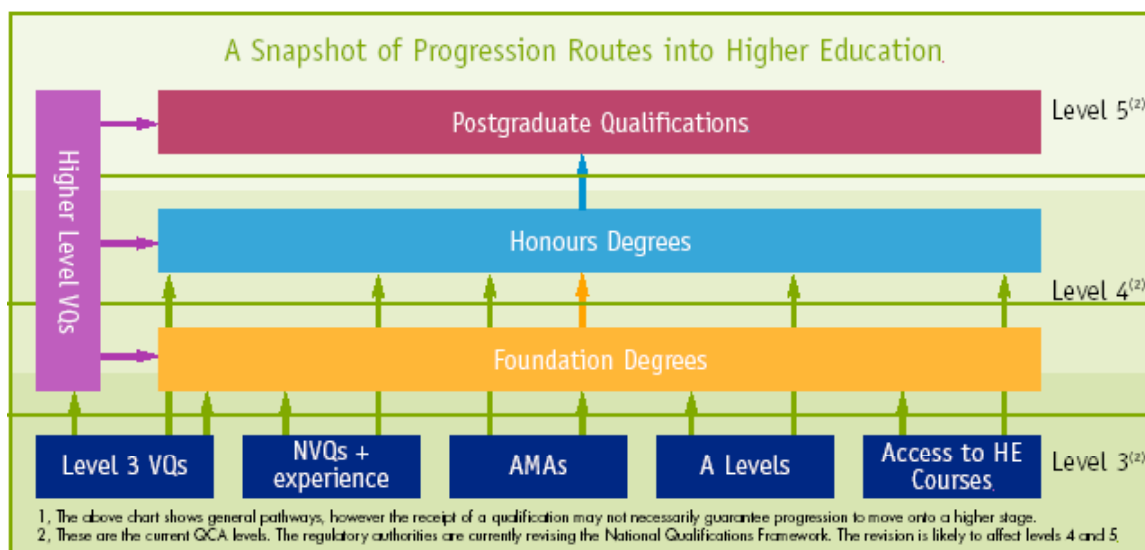 A Snapshot of Progression Routes into Higher Education.
Postgraduate Qualifications
Level 5(2)
Higher Level VQs
Honours Degrees
Level 4(2)
Foundation Degrees
Level 3 VQs
NVQs +
experience
AMAs
A Levels
Access to HE
Courses
Level 3(2)
1, The above chart shows general pathways, however the receipt of a qualification may not necessarily guarantee progression to move onto a higher stage.
2, These are the current QCA levels. The regulatory authorities are currently revising the National Qualifications Framework. The revision is likely to affect levels 4 and 5.